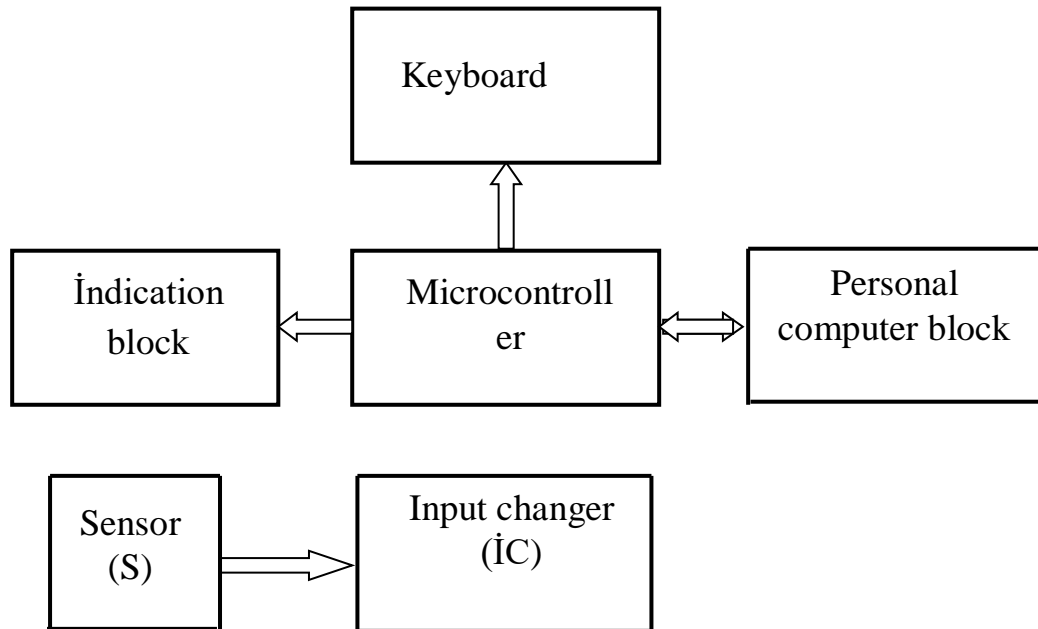 Keyboard
İndication
block
Microcontroll
er
Personal
computer block
Sensor
(S)
Input changer
(İC)